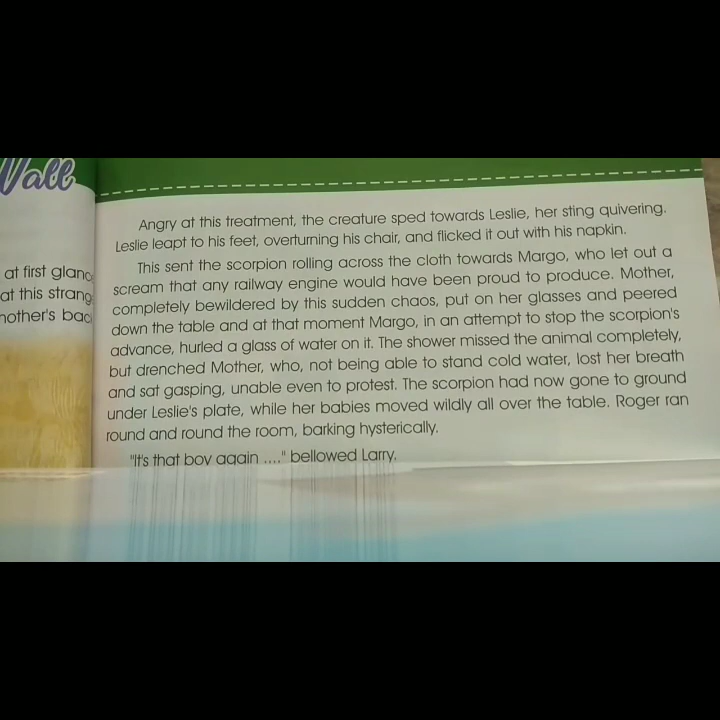 Wall
at first glanc
at this strang
mother's bac
Angry at this treatment, the creature sped towards Leslie, her sting quivering.
Leslie leapt to his feet, overturning his chair, and flicked it out with his napkin.
This sent the scorpion rolling across the cloth towards Margo, who let out a
scream that any railway engine would have been proud to produce. Mother,
completely bewildered by this sudden chaos, put on her glasses and peered
down the table and at that moment Margo, in an attempt to stop the scorpion's
advance, hurled a glass of water on it. The shower missed the animal completely,
but drenched Mother, who, not being able to stand cold water, lost her breath
and sat gasping, unable even to protest. The scorpion had now gone to ground
under Leslie's plate, while her babies moved wildly all over the table. Roger ran
round and round the room, barking hysterically.
"It's that boy again ...." bellowed Larry.